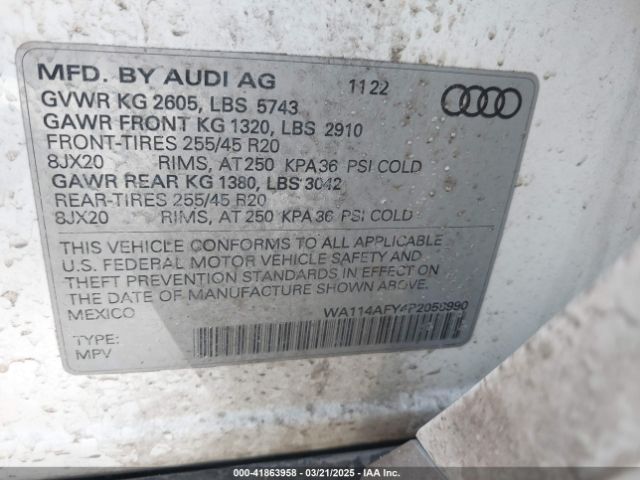 MFD. BY AUDI AG 1122
GVWR KG 2605, LBS 5743
GAWR FRONT KG 1320, LBS 2910
FRONT-TIRES 255/45 R20
8JX20 RIMS, AT 250 KPA 36 PSI COLD
GAWR REAR KG 1380, LBS 3042
REAR-TIRES 255/45 R20
8JX20 RIMS, AT 250 KPA 36 PSI COLD
THIS VEHICLE CONFORMS TO ALL APPLICABLE
U.S. FEDERAL MOTOR VEHICLE SAFETY AND
THEFT PREVENTION STANDARDS IN EFFECT ON
THE DATE OF MANUFACTURE SHOWN ABOVE.
MEXICO WA114AFY4P2050990
TYPE:
MPV
000-41863958 - 03/21/2025 - IAA Inc.